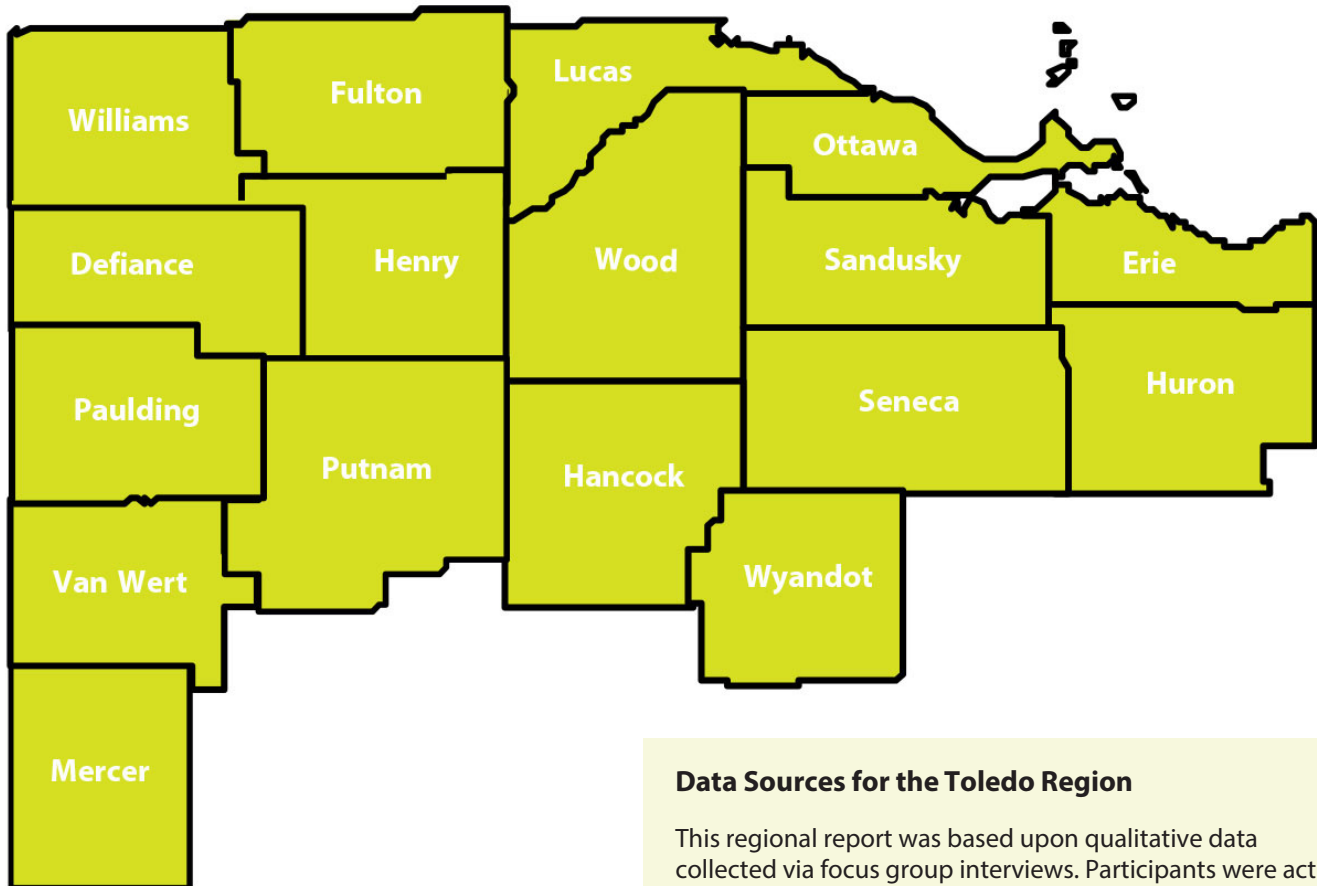 Williams
Fulton
Lucas
Ottawa
Defiance
Henry
Wood
Sandusky
Erie
Paulding
Putnam
Hancock
Seneca
Huron
Van Wert
Wyandot
Mercer
Data Sources for the Toledo Region
This regional report was based upon qualitative data
collected via focus group interviews. Participants were act